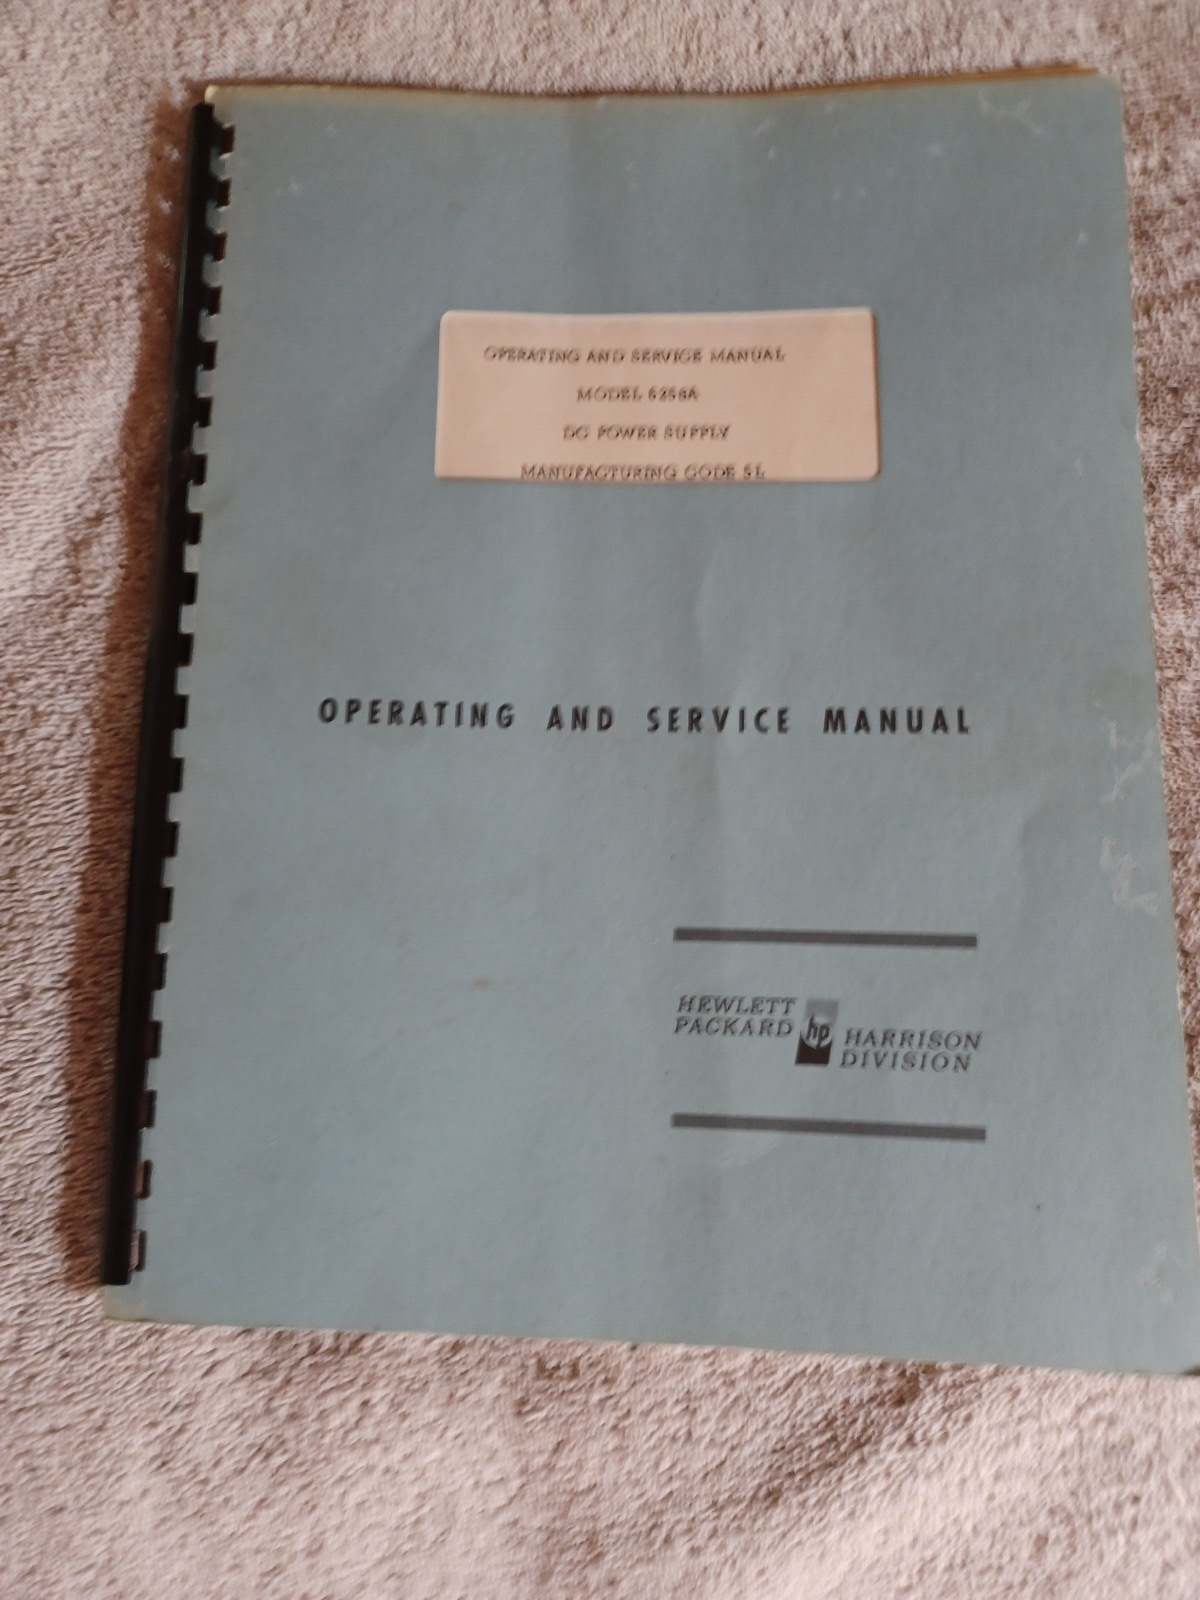 OPERATING AND SERVICE MANUAL
MODEL 6256A
DC POWER SUPPLY
MANUFACTURING CODE 5L
OPERATING AND SERVICE MANUAL
HEWLETT
PACKARD
hp
HARRISON
DIVISION